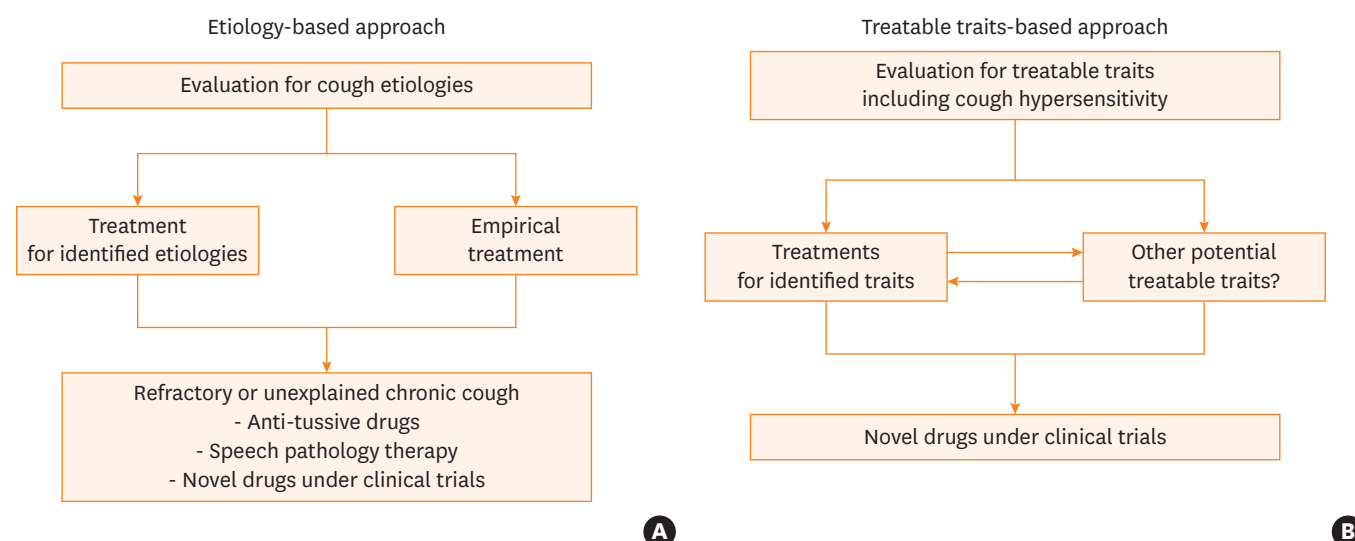 Etiology-based approach
Evaluation for cough etiologies
Treatment
for identified etiologies
Empirical
treatment
Refractory or unexplained chronic cough
- Anti-tussive drugs
- Speech pathology therapy
- Novel drugs under clinical trials
A
Treatable traits-based approach
Evaluation for treatable traits
including cough hypersensitivity
Treatments
for identified traits
Other potential
treatable traits?
Novel drugs under clinical trials
B